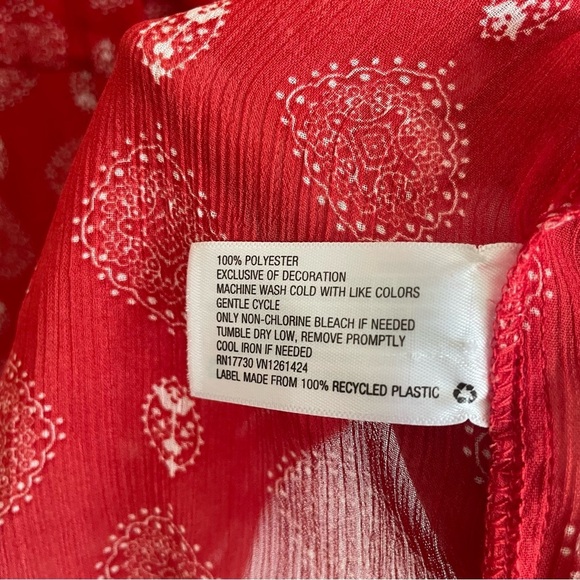 100% POLYESTER
EXCLUSIVE OF DECORATION
MACHINE WASH COLD WITH LIKE COLORS
GENTLE CYCLE
ONLY NON-CHLORINE BLEACH IF NEEDED
TUMBLE DRY LOW, REMOVE PROMPTLY
COOL IRON IF NEEDED
RN17730 VN1261424
LABEL MADE FROM 100% RECYCLED PLASTIC